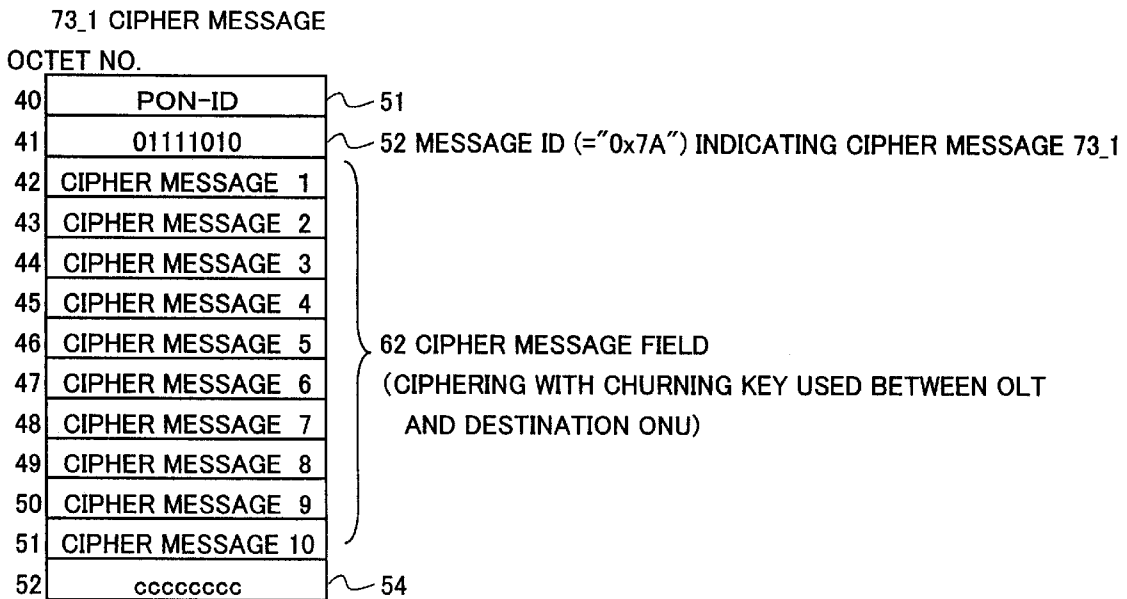 73_1 CIPHER MESSAGE
OCTET NO.
40 PON-ID 51
41 01111010 52 MESSAGE ID (="0x7A") INDICATING CIPHER MESSAGE 73_1
42 CIPHER MESSAGE 1
43 CIPHER MESSAGE 2
44 CIPHER MESSAGE 3
45 CIPHER MESSAGE 4
46 CIPHER MESSAGE 5 62 CIPHER MESSAGE FIELD
47 CIPHER MESSAGE 6 (CIPHERING WITH CHURNING KEY USED BETWEEN OLT
48 CIPHER MESSAGE 7 AND DESTINATION ONU)
49 CIPHER MESSAGE 8
50 CIPHER MESSAGE 9
51 CIPHER MESSAGE 10
52 cccccccc 54